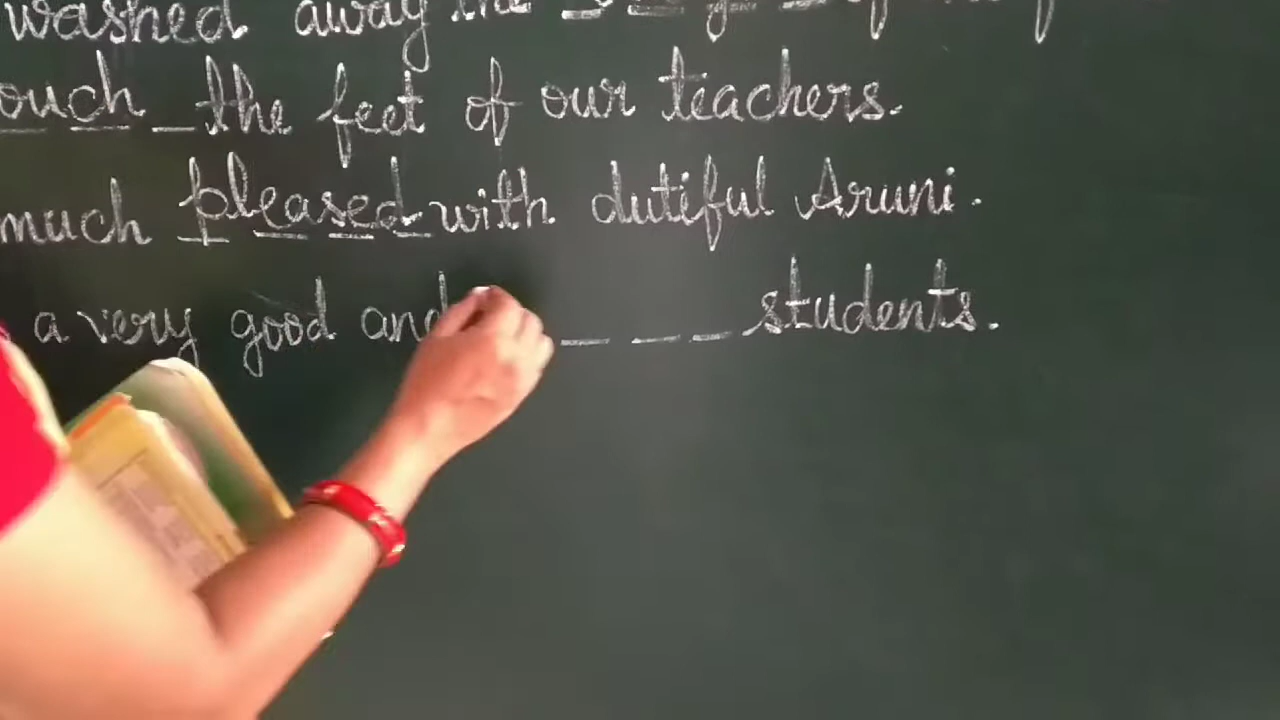 washed away the
ouch the feet of our teachers.
much pleased with dutiful Aruni.
a very good and _ _ _ students.